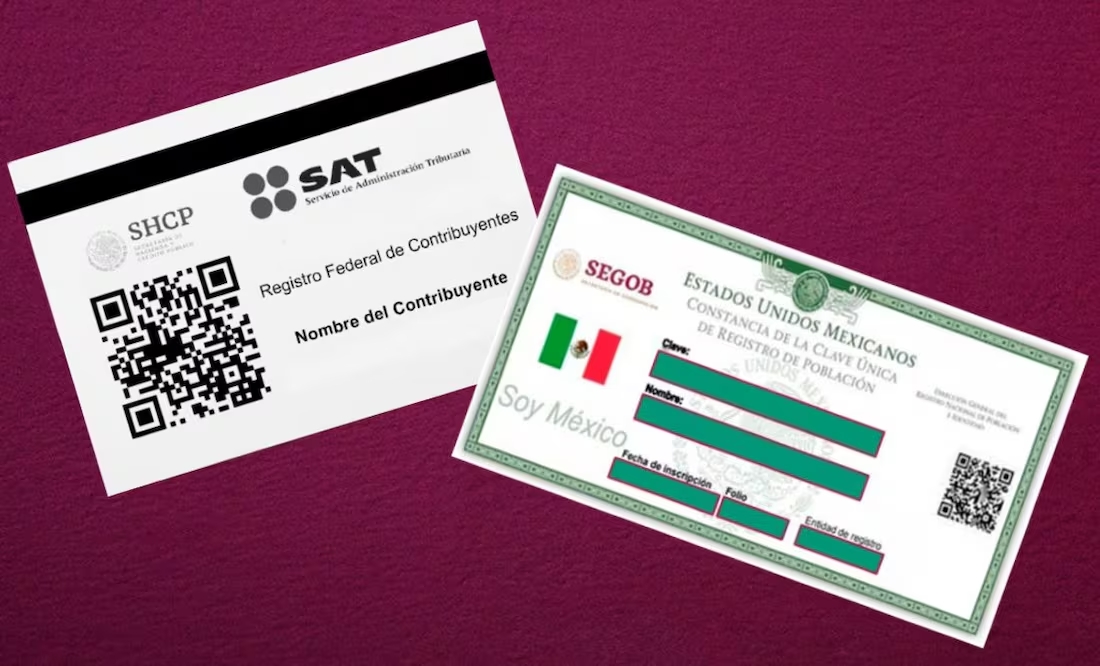 SAT
Servicio de Administración Tributaria
SHCP
SECRETARÍA DE
HACIENDA Y
CRÉDITO PÚBLICO
Registro Federal de Contribuyentes
Nombre del Contribuyente
SEGOB
SECRETARÍA DE GOBERNACIÓN
ESTADOS UNIDOS MEXICANOS
CONSTANCIA DE LA CLAVE ÚNICA
DE REGISTRO DE POBLACIÓN
Soy México
Clave:
Nombre:
Fecha de inscripción
Folio
Entidad de registro
DIRECCIÓN GENERAL DEL
REGISTRO NACIONAL DE POBLACIÓN
E IDENTIDAD